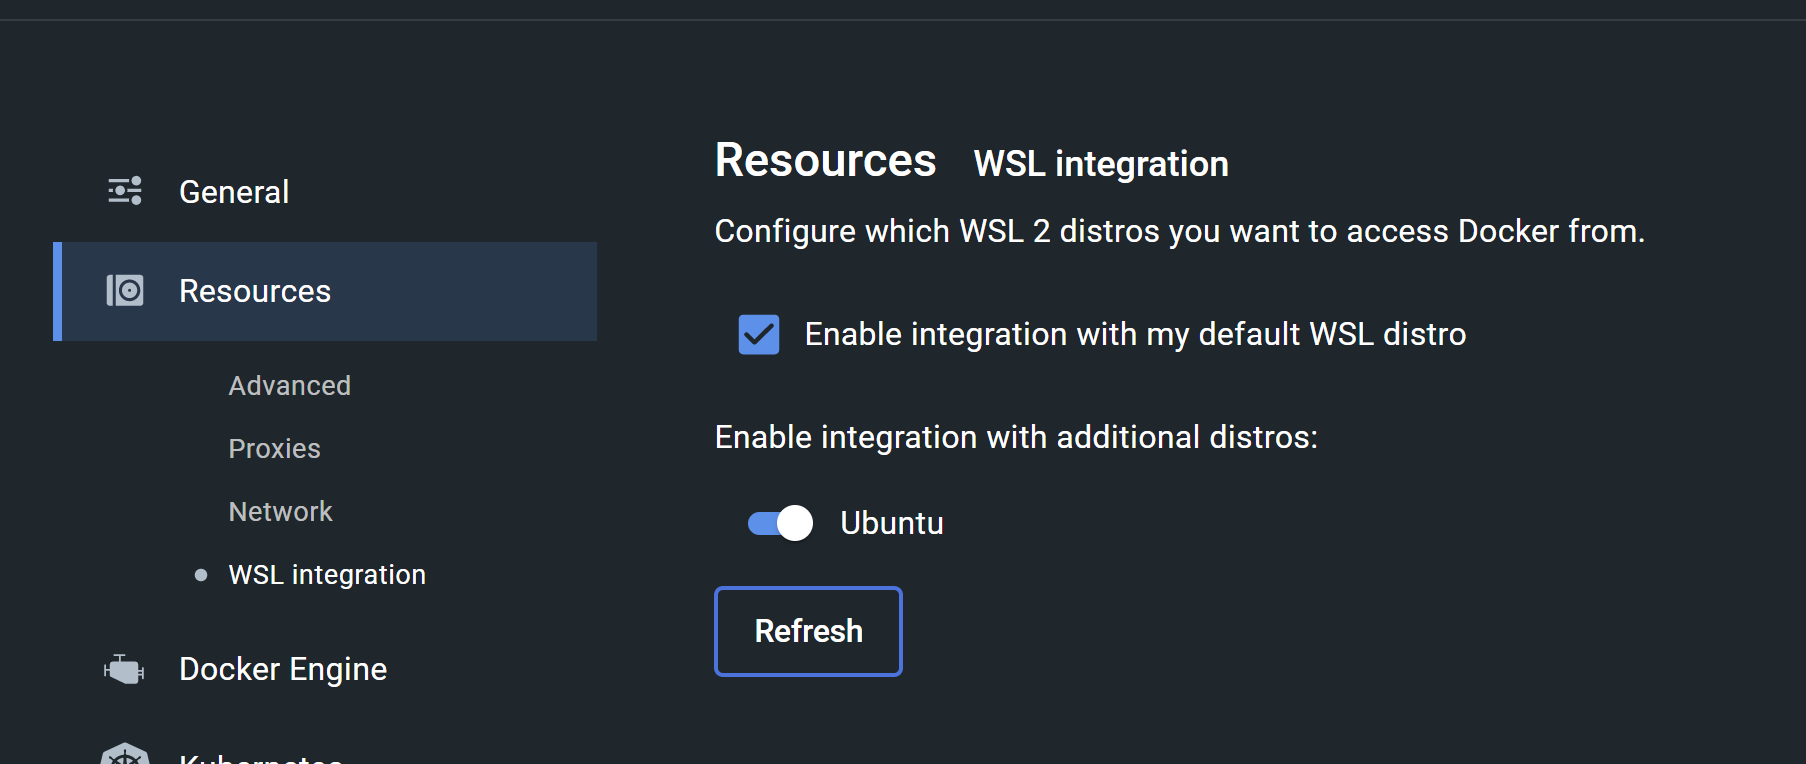 General
Resources
Advanced
Proxies
Network
WSL integration
Docker Engine
Kubernetes
Resources WSL integration
Configure which WSL 2 distros you want to access Docker from.
Enable integration with my default WSL distro
Enable integration with additional distros:
Ubuntu
Refresh